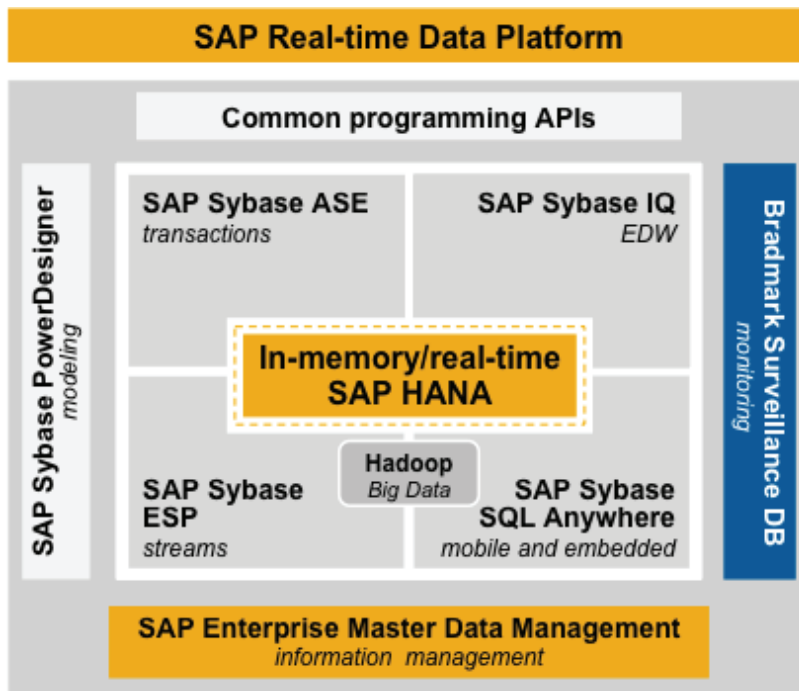 SAP Real-time Data Platform
Common programming APIs
SAP Sybase PowerDesigner
modeling
SAP Sybase ASE
transactions
SAP Sybase IQ
EDW
In-memory/real-time
SAP HANA
Hadoop
Big Data
SAP Sybase
ESP
streams
SAP Sybase
SQL Anywhere
mobile and embedded
Bradmark Surveillance DB
monitoring
SAP Enterprise Master Data Management
information management